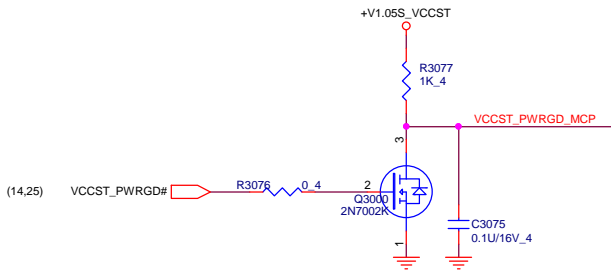 +V1.05S_VCCST
R3077
1K_4
VCCST_PWRGD_MCP
3
(14,25)
VCCST_PWRGD#
R3076
0_4
2
Q3000
2N7002K
1
C3075
0.1U/16V_4